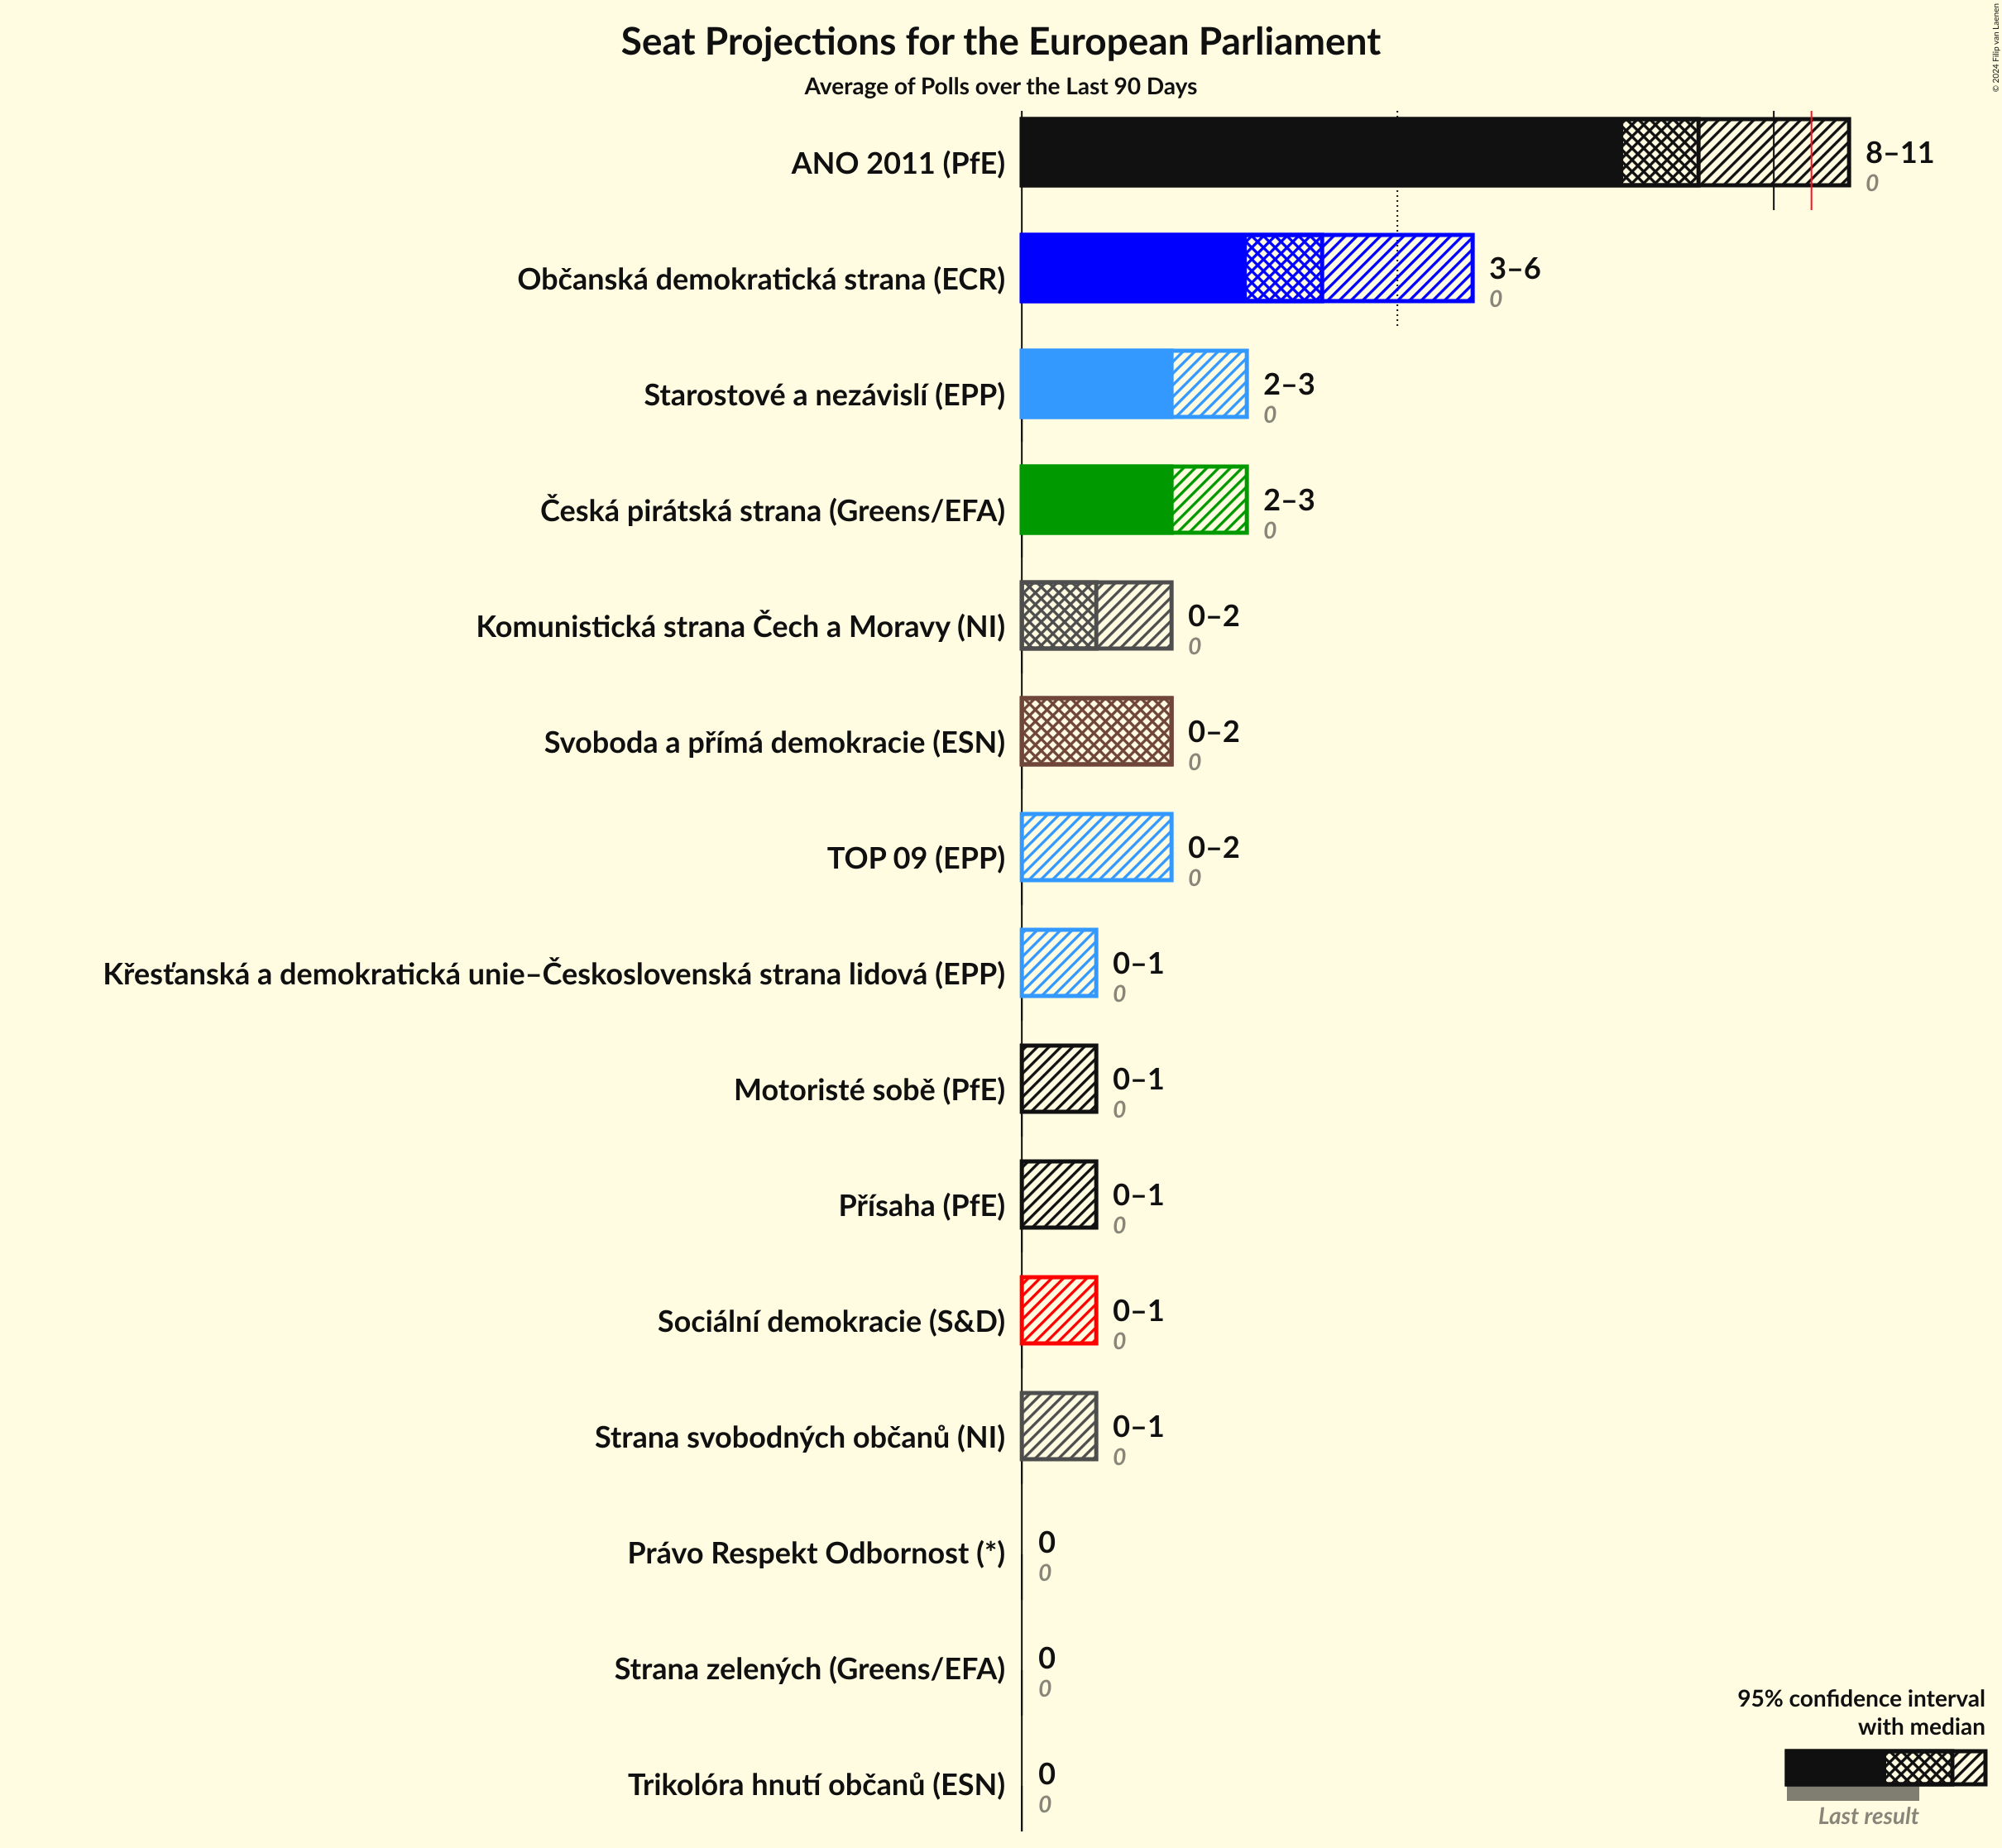 Seat Projections for the European Parliament
Average of Polls over the Last 90 Days
© 2024 Filip van Laenen
ANO 2011 (PfE)
8–11
0
Občanská demokratická strana (ECR)
3–6
0
Starostové a nezávislí (EPP)
2–3
0
Česká pirátská strana (Greens/EFA)
2–3
0
Komunistická strana Čech a Moravy (NI)
0–2
0
Svoboda a přímá demokracie (ESN)
0–2
0
TOP 09 (EPP)
0–2
0
Křesťanská a demokratická unie–Československá strana lidová (EPP)
0–1
0
Motoristé sobě (PfE)
0–1
0
Přísaha (PfE)
0–1
0
Sociální demokracie (S&D)
0–1
0
Strana svobodných občanů (NI)
0–1
0
Právo Respekt Odbornost (*)
0
0
Strana zelených (Greens/EFA)
0
0
Trikolóra hnutí občanů (ESN)
0
0
95% confidence interval
with median
Last result